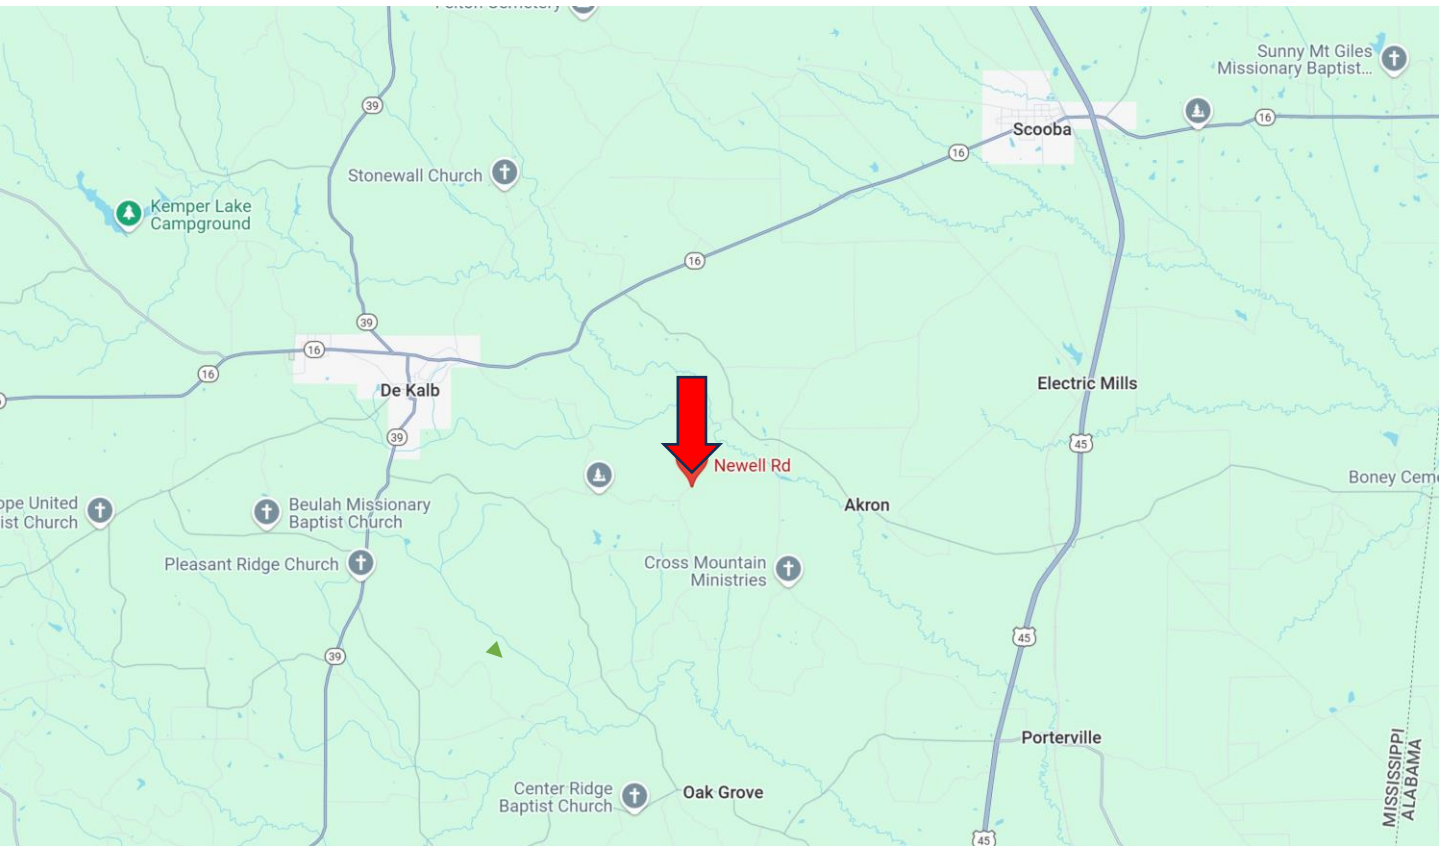 39
Sunny Mt Giles
Missionary Baptist...
16
Scooba
16
Stonewall Church
Kemper Lake
Campground
16
39
16
16
De Kalb
Electric Mills
39
45
Newell Rd
Boney Ceme
ope United
ist Church
Beulah Missionary
Baptist Church
Akron
Pleasant Ridge Church
Cross Mountain
Ministries
45
39
Porterville
MISSISSIPPI
ALABAMA
Center Ridge
Baptist Church
Oak Grove
45